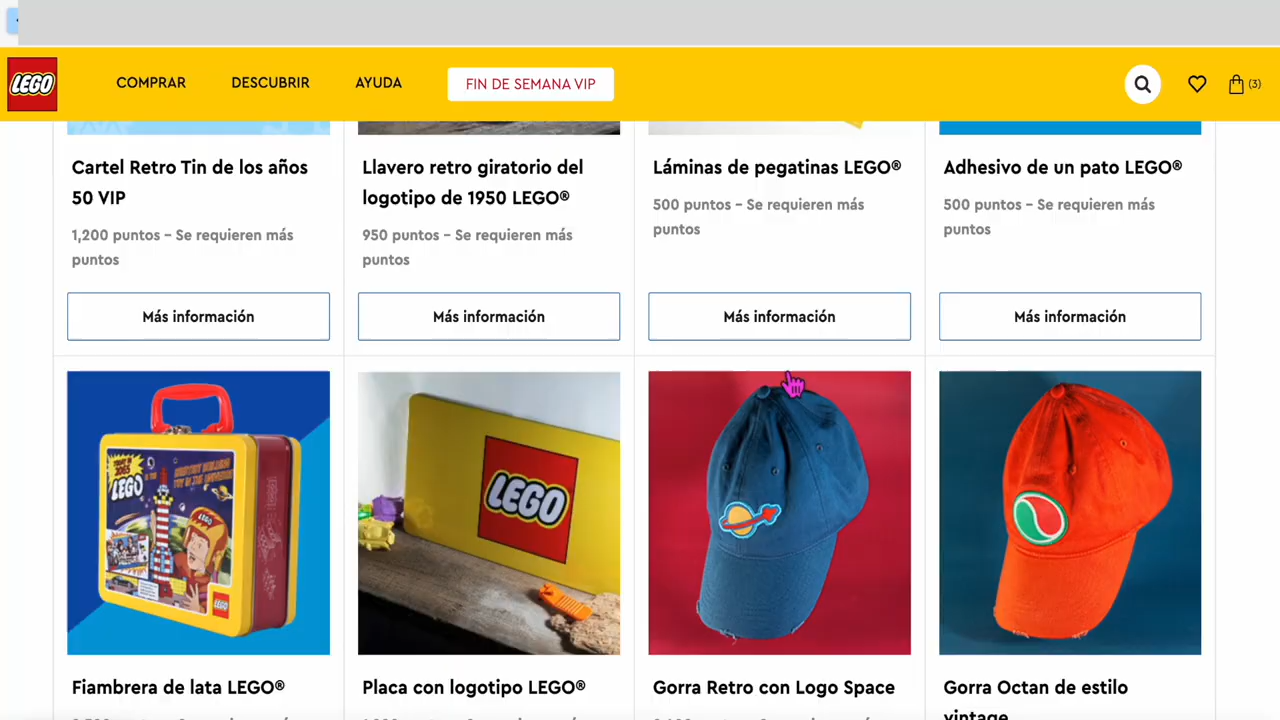 LEGO
COMPRAR
DESCUBRIR
AYUDA
FIN DE SEMANA VIP
(3)
Cartel Retro Tin de los años
50 VIP
1,200 puntos – Se requieren más
puntos
Más información
Llavero retro giratorio del
logotipo de 1950 LEGO®
950 puntos – Se requieren más
puntos
Más información
Láminas de pegatinas LEGO®
500 puntos – Se requieren más
puntos
Más información
Adhesivo de un pato LEGO®
500 puntos – Se requieren más
puntos
Más información
LEGO
LEGO
LEGO
Fiambrera de lata LEGO®
Placa con logotipo LEGO®
Gorra Retro con Logo Space
Gorra Octan de estilo
vintage